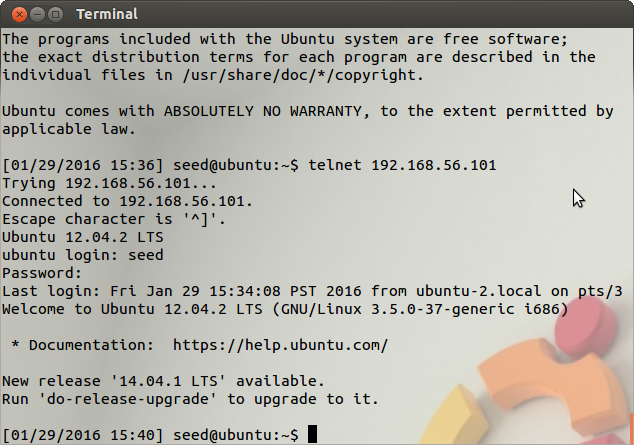 Terminal
The programs included with the Ubuntu system are free software;
the exact distribution terms for each program are described in the
individual files in /usr/share/doc/*/copyright.
Ubuntu comes with ABSOLUTELY NO WARRANTY, to the extent permitted by
applicable law.
[01/29/2016 15:36] seed@ubuntu:~$ telnet 192.168.56.101
Trying 192.168.56.101...
Connected to 192.168.56.101.
Escape character is '^]'.
Ubuntu 12.04.2 LTS
ubuntu login: seed
Password:
Last login: Fri Jan 29 15:34:08 PST 2016 from ubuntu-2.local on pts/3
Welcome to Ubuntu 12.04.2 LTS (GNU/Linux 3.5.0-37-generic i686)
* Documentation:  https://help.ubuntu.com/
New release '14.04.1 LTS' available.
Run 'do-release-upgrade' to upgrade to it.
[01/29/2016 15:40] seed@ubuntu:~$